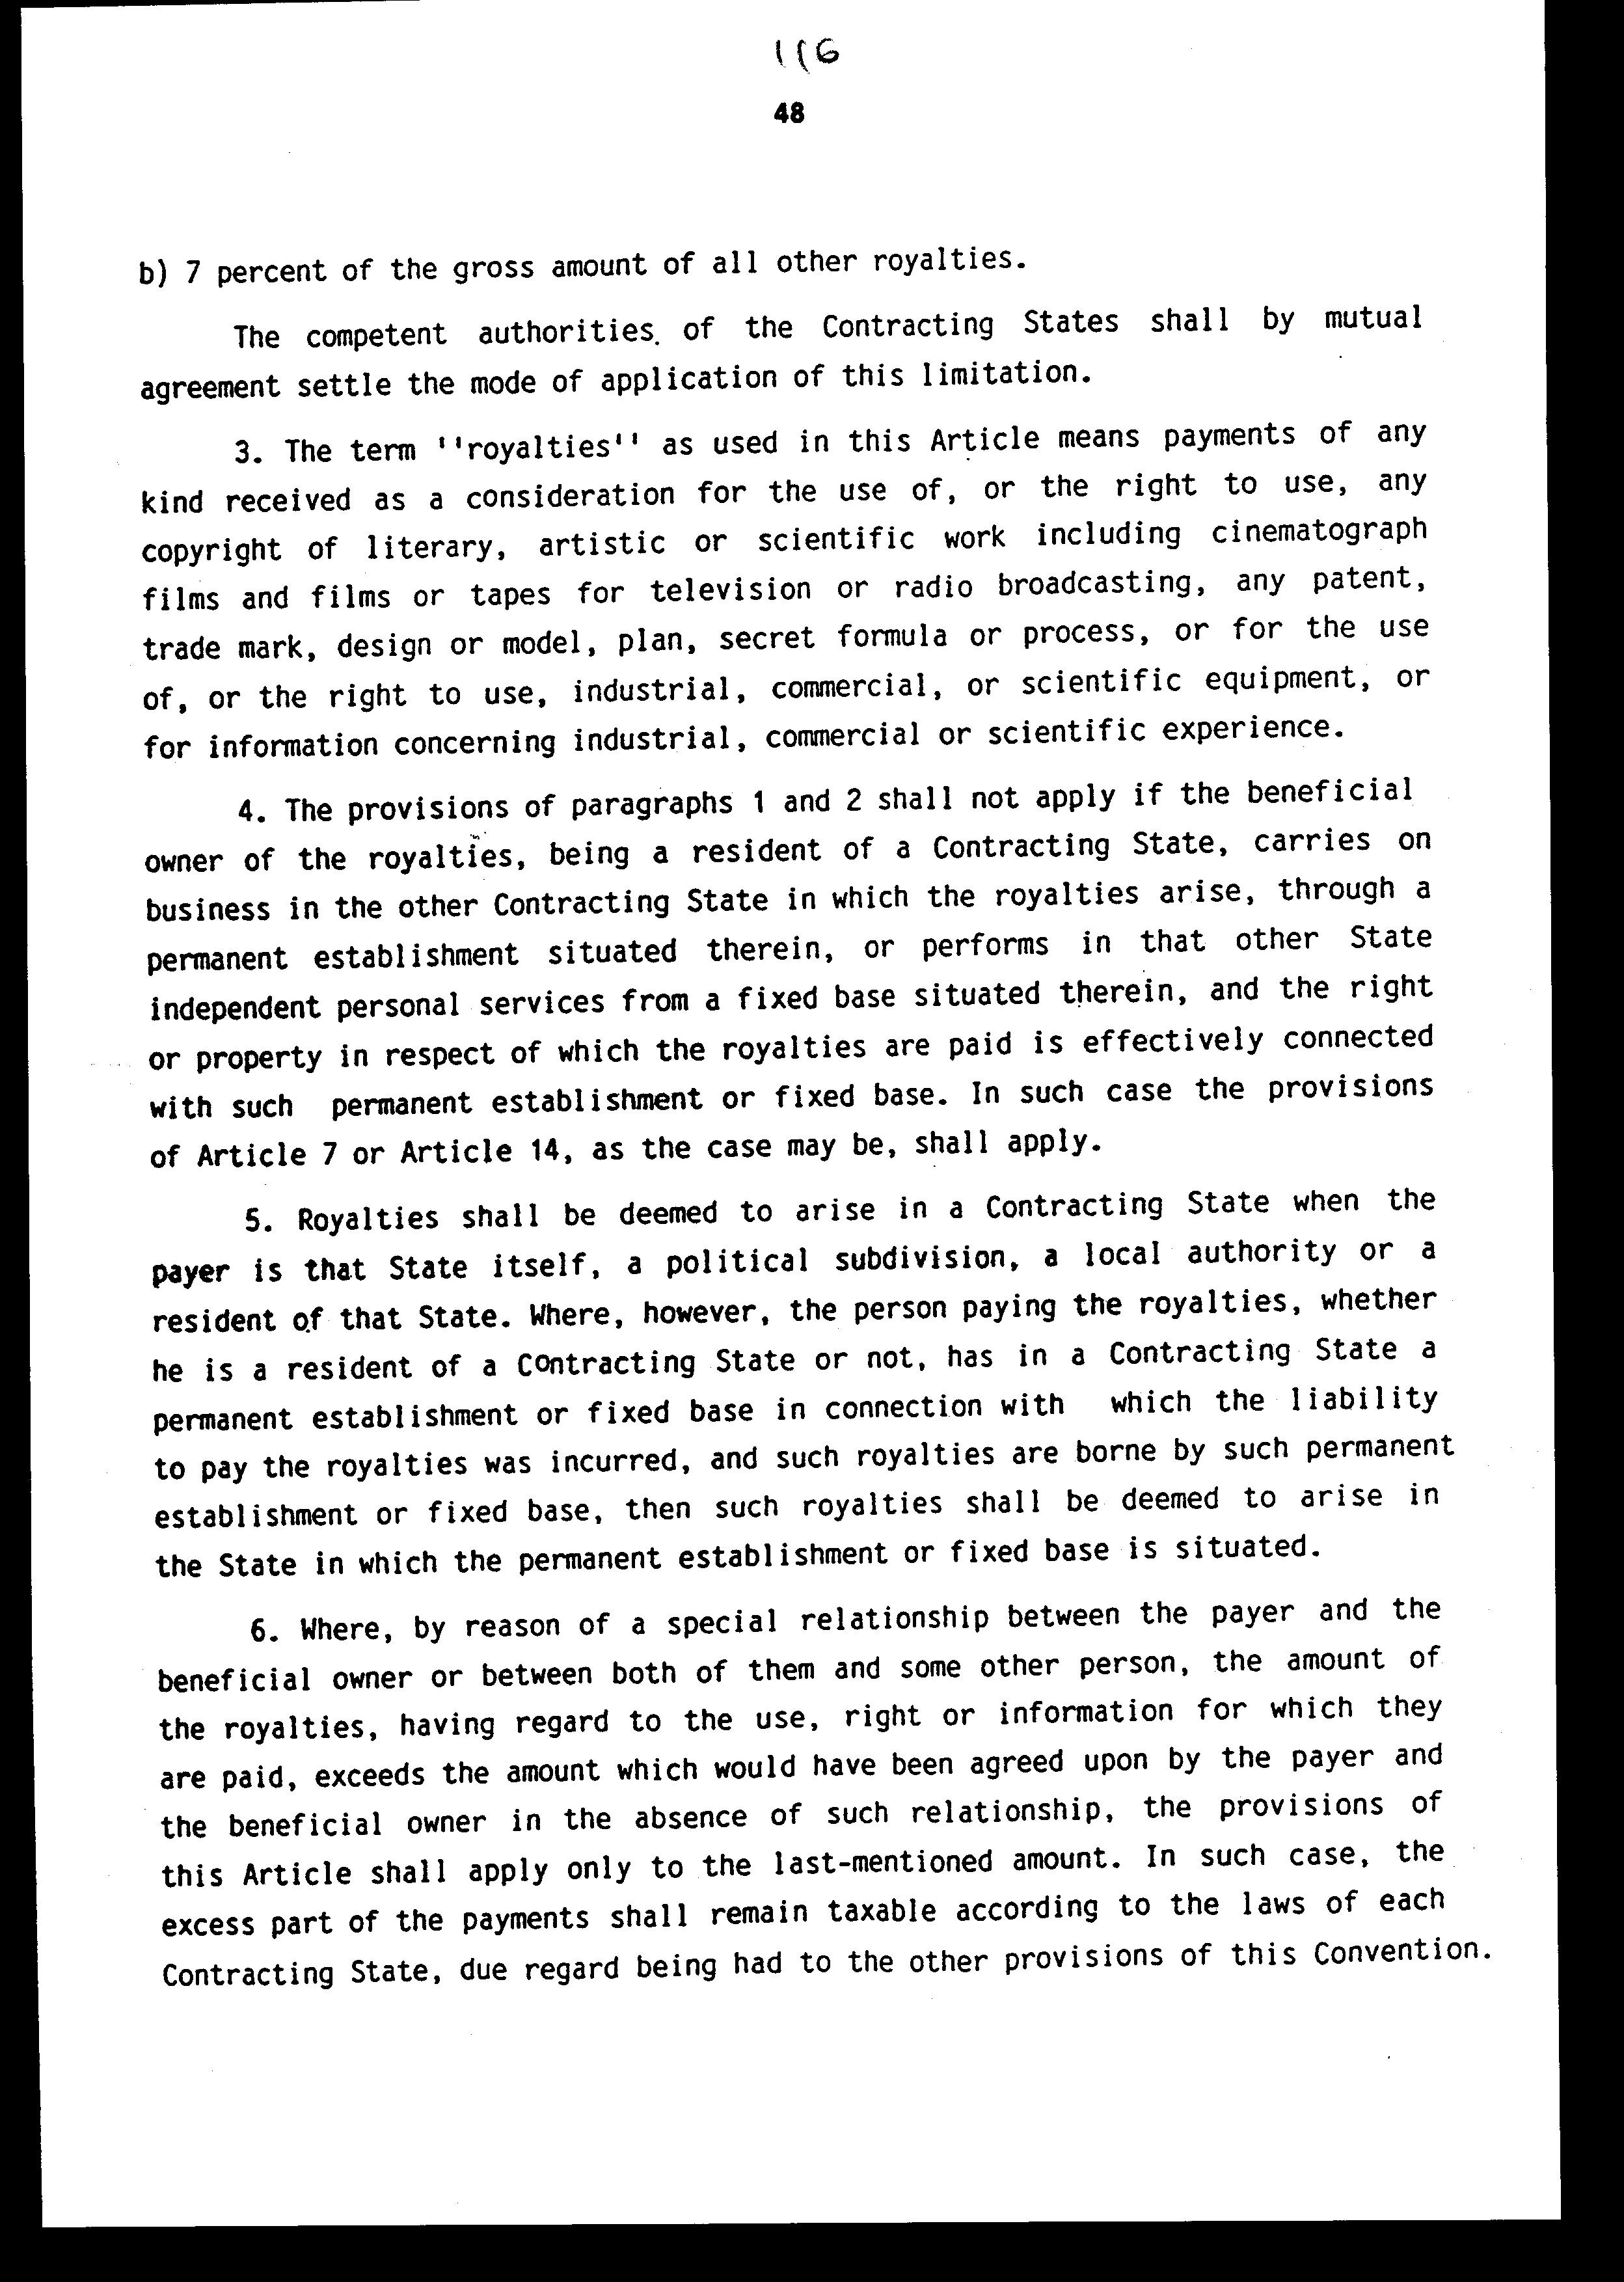 116
48
b) 7 percent of the gross amount of all other royalties.
The competent authorities. of the Contracting States shall by mutual
agreement settle the mode of application of this limitation.
3. The term ''royalties'' as used in this Article means payments of any
kind received as a consideration for the use of, or the right to use, any
copyright of literary, artistic or scientific work including cinematograph
films and films or tapes for television or radio broadcasting, any patent,
trade mark, design or model, plan, secret formula or process, or for the use
of, or the right to use, industrial, commercial, or scientific equipment, or
for information concerning industrial, commercial or scientific experience.
4. The provisions of paragraphs 1 and 2 shall not apply if the beneficial
owner of the royalties, being a resident of a Contracting State, carries on
business in the other Contracting State in which the royalties arise, through a
permanent establishment situated therein, or performs in that other State
independent personal services from a fixed base situated therein, and the right
or property in respect of which the royalties are paid is effectively connected
with such permanent establishment or fixed base. In such case the provisions
of Article 7 or Article 14, as the case may be, shall apply.
5. Royalties shall be deemed to arise in a Contracting State when the
payer is that State itself, a political subdivision, a local authority or a
resident of that State. Where, however, the person paying the royalties, whether
he is a resident of a Contracting State or not, has in a Contracting State a
permanent establishment or fixed base in connection with which the liability
to pay the royalties was incurred, and such royalties are borne by such permanent
establishment or fixed base, then such royalties shall be deemed to arise in
the State in which the permanent establishment or fixed base is situated.
6. Where, by reason of a special relationship between the payer and the
beneficial owner or between both of them and some other person, the amount of
the royalties, having regard to the use, right or information for which they
are paid, exceeds the amount which would have been agreed upon by the payer and
the beneficial owner in the absence of such relationship, the provisions of
this Article shall apply only to the last-mentioned amount. In such case, the
excess part of the payments shall remain taxable according to the laws of each
Contracting State, due regard being had to the other provisions of this Convention.